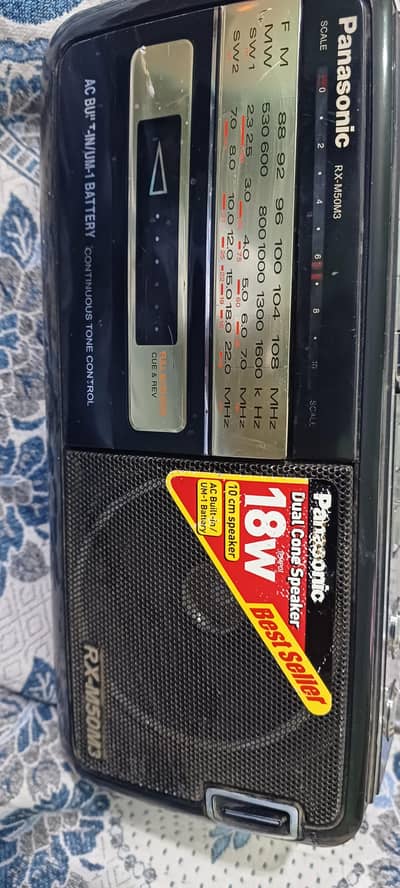 Panasonic RX-M50M3
SCALE 0 2 4 6 8 10 SCALE
FM 88 92 96 100 104 108 MHz
MW 530 600 800 1000 1300 1600 kHz
SW1 2.3 2.5 3.0 4.0 5.0 6.0 7.0 MHz
SW2 7.0 8.0 10.0 12.0 15.0 18.0 22.0 MHz
CUE & REV
AC BUILT-IN/UM-1 BATTERY CONTINUOUS TONE CONTROL
Panasonic
Dual Cone Speaker
18W
PMPO
Best Seller
10 cm speaker
AC Built-in/
UM-1 Battary
RX-M50M3